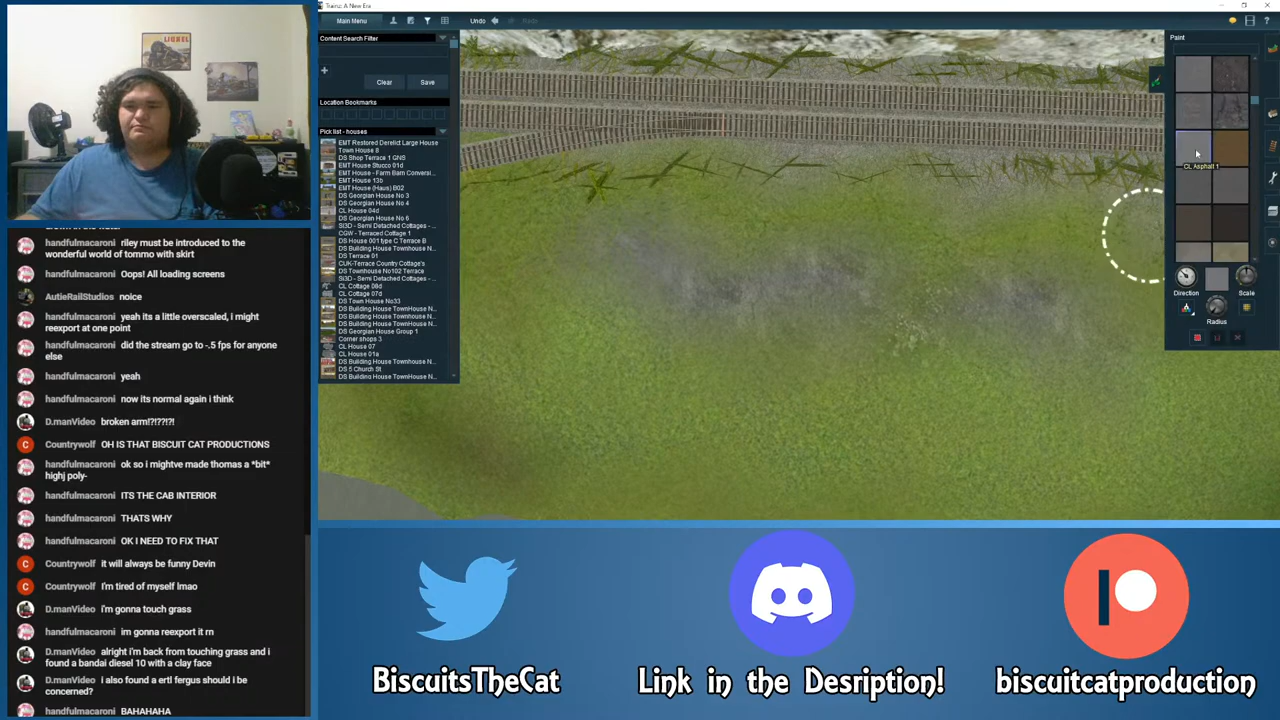 Trainz: A New Era
Main Menu
Undo
Redo
Content Search Filter
Clear
Save
Location Bookmarks
Pick list - houses
EMT Restored Derelict Large House
Town House 8
DS Shop Terrace 1 GNS
EMT House - Farm Barn Conversi...
EMT House Stucco 01d
EMT House 13b
EMT House (Haus) B02
DS Georgian House No 3
DS Georgian House No 4
CL House 04d
DS Georgian House No 6
Si3D - Semi Detached Cottages - ...
CGW - Terraced Cottage 1
DS House 001 type C Terrace B
DS Building House Townhouse N...
DS Terrace 01
CUK-Terrace Country Cottage's
DS Townhouse No102 Terrace
Si3D - Semi Detached Cottages - ...
CL Cottage 08d
CL Cottage 07d
DS Town House No33
DS Building House TownHouse N...
DS Building House TownHouse N...
DS Building House TownHouse N...
DS Georgian House Group 1
Corner shops 3
CL House 07
CL House 01a
DS Building House TownHouse N...
DS 5 Church St.
DS Building House TownHouse N...
Paint
CL Asphalt 1
Direction
Scale
Radius
LIONEL
handfulmacaroni riley must be introduced to the
wonderful world of tommo with skirt
handfulmacaroni Oops! All loading screens
AutieRailStudios noice
handfulmacaroni yeah its a little overscaled, i might
reexport at one point
handfulmacaroni did the stream go to -.5 fps for anyone
else
handfulmacaroni yeah
handfulmacaroni now its normal again i think
D.manVideo broken arm!?!??!?!
Countrywolf OH IS THAT BISCUIT CAT PRODUCTIONS
handfulmacaroni ok so i mightve made thomas a *bit*
highj poly-
handfulmacaroni ITS THE CAB INTERIOR
handfulmacaroni THATS WHY
handfulmacaroni OK I NEED TO FIX THAT
Countrywolf it will always be funny Devin
Countrywolf I'm tired of myself lmao
D.manVideo i'm gonna touch grass
handfulmacaroni im gonna reexport it rn
D.manVideo alright i'm back from touching grass and i
found a bandai diesel 10 with a clay face
D.manVideo i also found a ertl fergus should i be
concerned?
handfulmacaroni BAHAHAHA
BiscuitsTheCat
Link in the Desription!
biscuitcatproduction